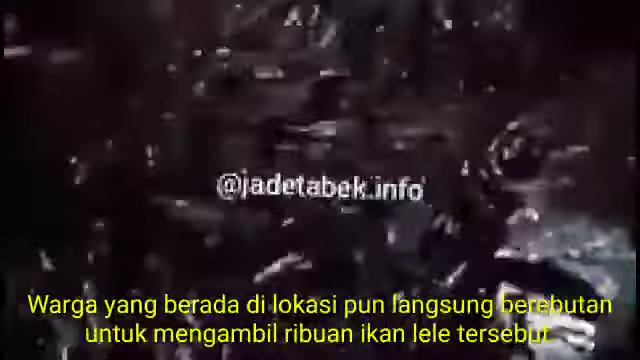 @jadetabek.info
Warga yang berada di lokasi pun langsung berebutan
untuk mengambil ribuan ikan lele tersebut